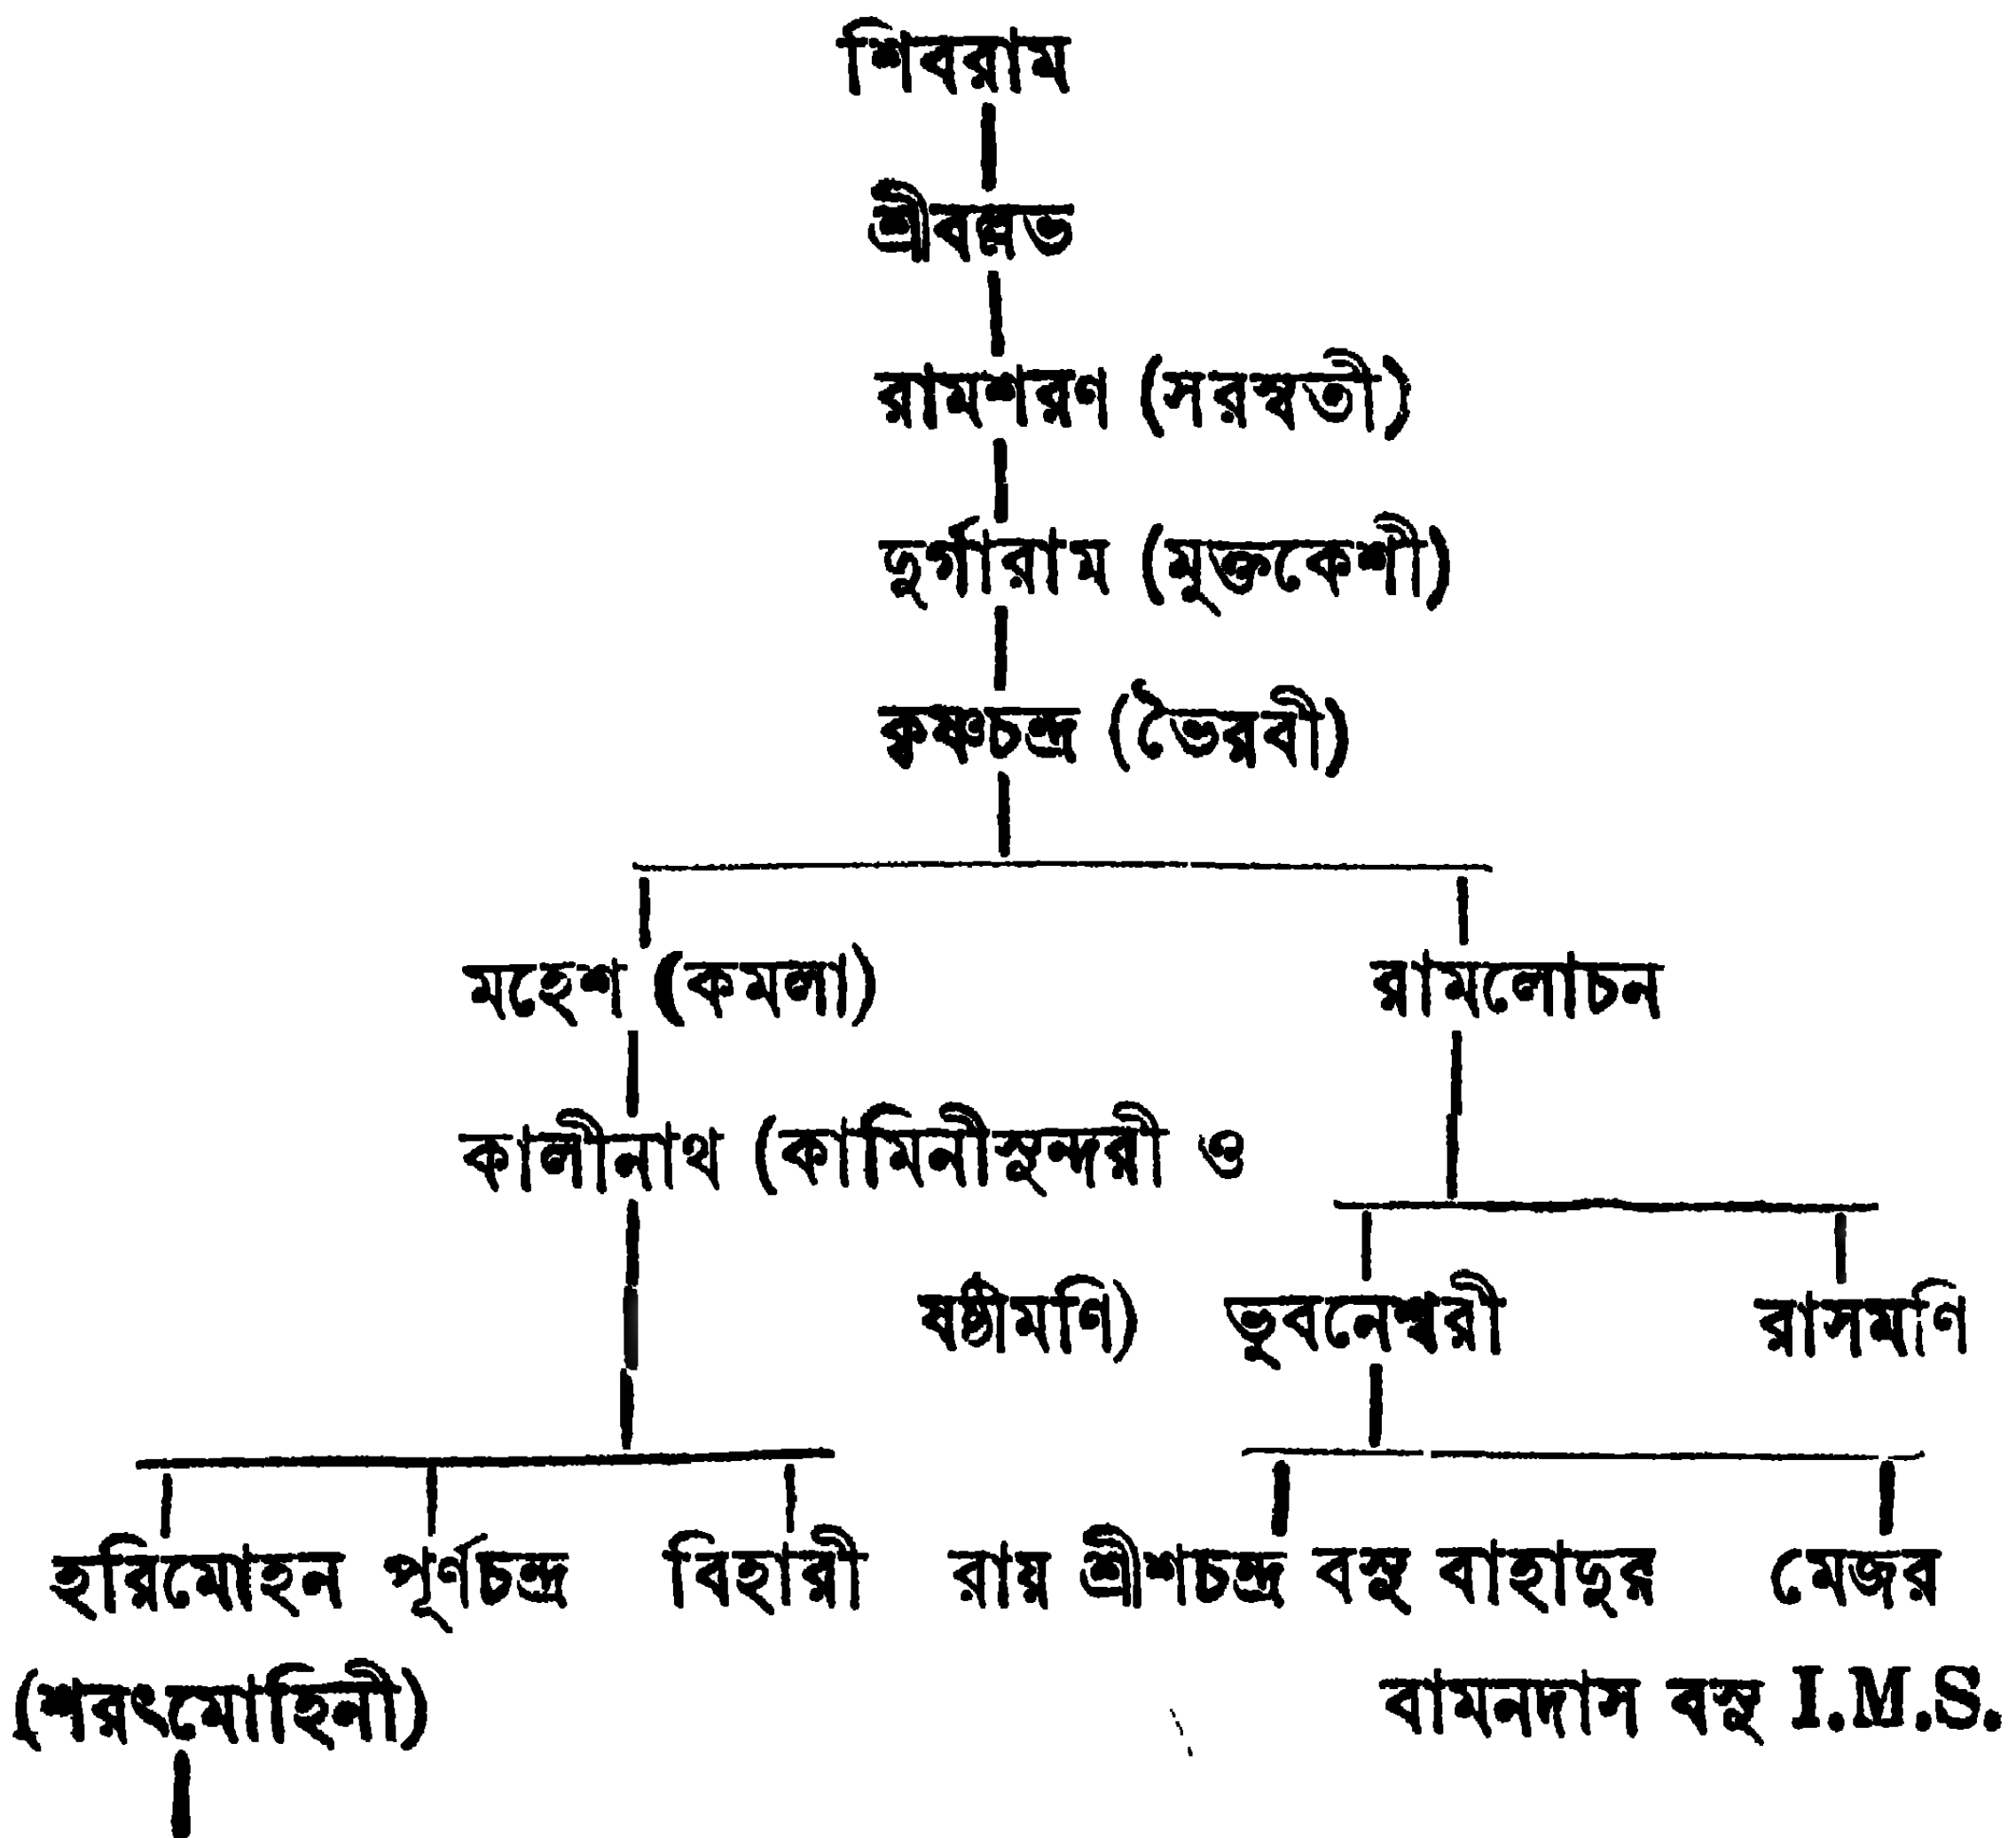 শিবরাম
শ্রীবল্লভ
রামশরণ (সরস্বতী)
দুর্গারাম (মুক্তকেশী)
কৃষ্ণচন্দ্র (ভৈরবী)
মহেশ (কমলা) রামলোচন
কালীনাথ (কামিনীসুন্দরী ও
ষষ্ঠীমণি) ভুবনেশ্বরী রাসমণি
হরিমোহন পূর্ণচন্দ্র বিহারী রায় শ্রীশচন্দ্র বসু বাহাদুর মেজর
(শরৎমোহিনী) বামনদাস বসু I.M.S.